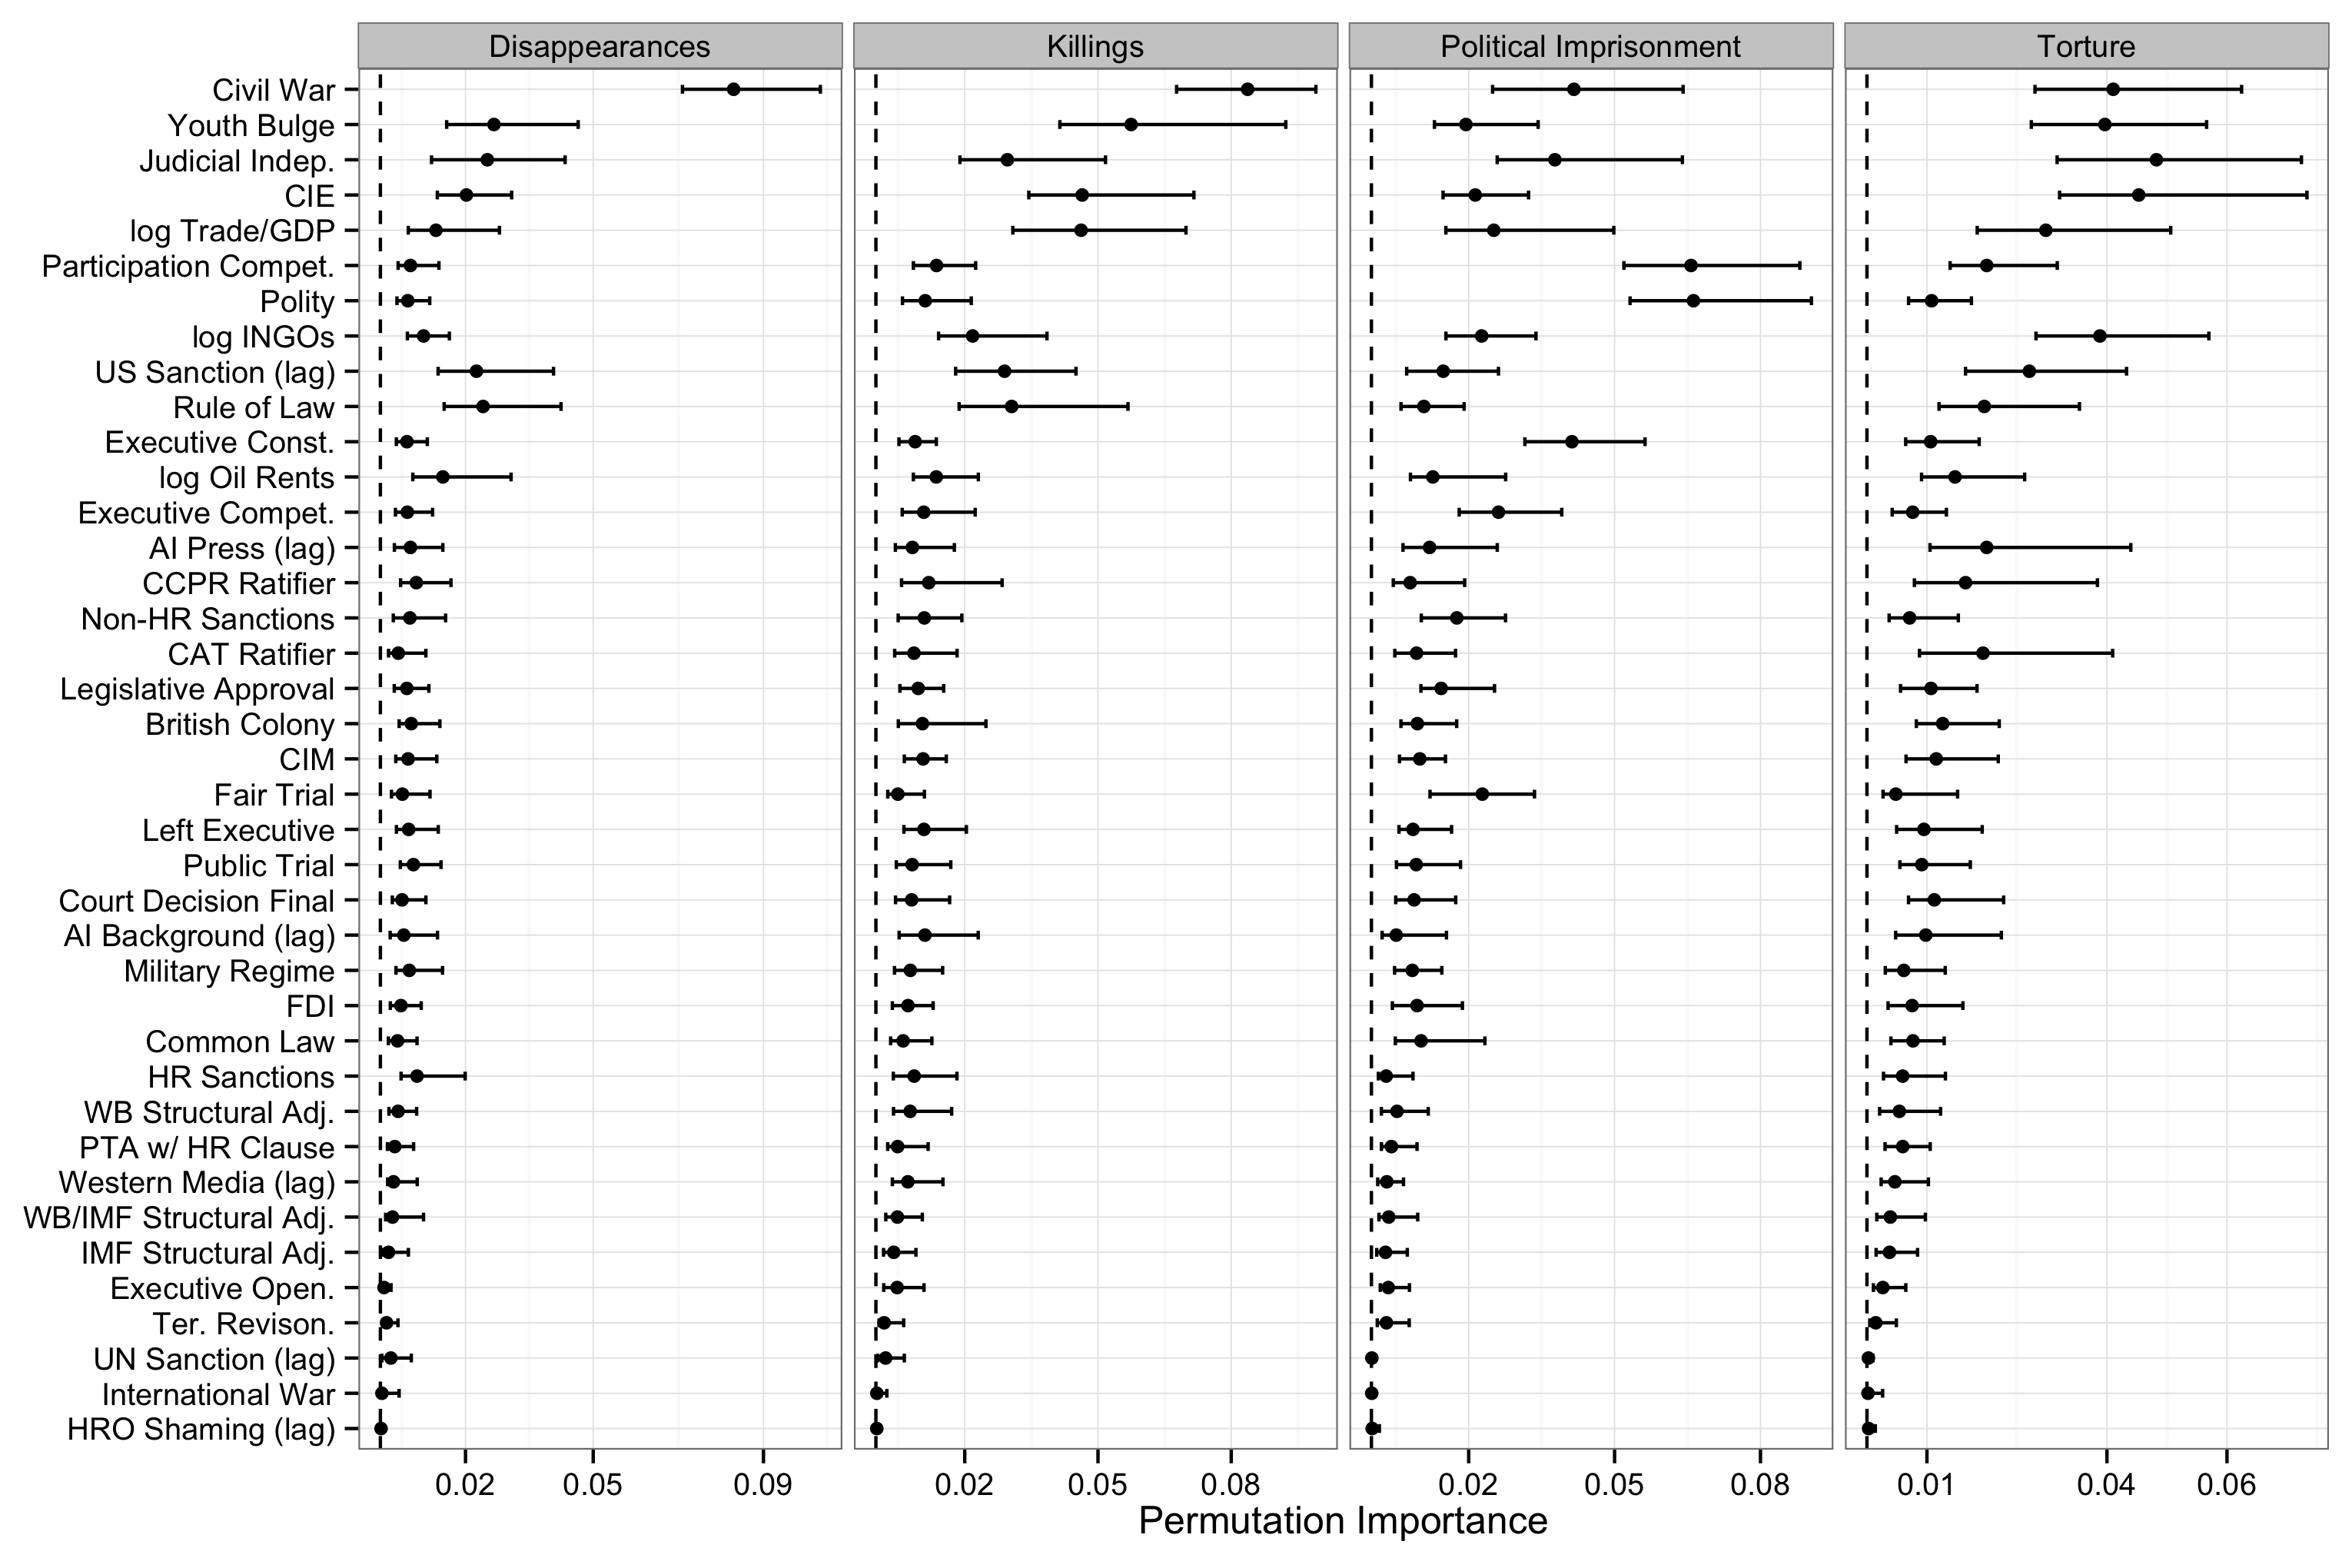 Disappearances
Killings
Political Imprisonment
Torture
Civil War
Youth Bulge
Judicial Indep.
CIE
log Trade/GDP
Participation Compet.
Polity
log INGOs
US Sanction (lag)
Rule of Law
Executive Const.
log Oil Rents
Executive Compet.
AI Press (lag)
CCPR Ratifier
Non-HR Sanctions
CAT Ratifier
Legislative Approval
British Colony
CIM
Fair Trial
Left Executive
Public Trial
Court Decision Final
AI Background (lag)
Military Regime
FDI
Common Law
HR Sanctions
WB Structural Adj.
PTA w/ HR Clause
Western Media (lag)
WB/IMF Structural Adj.
IMF Structural Adj.
Executive Open.
Ter. Revison.
UN Sanction (lag)
International War
HRO Shaming (lag)
0.02 0.05 0.09
0.02 0.05 0.08
0.02 0.05 0.08
0.01 0.04 0.06
Permutation Importance